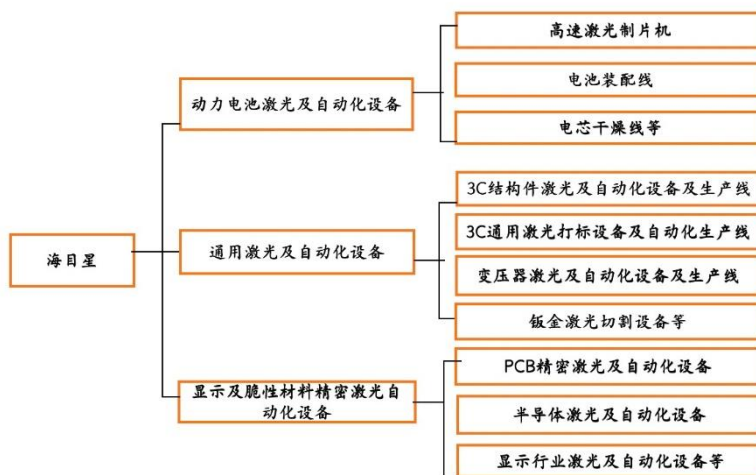 海目星
动力电池激光及自动化设备
高速激光制片机
电池装配线
电芯干燥线等
通用激光及自动化设备
3C结构件激光及自动化设备及生产线
3C通用激光打标设备及自动化生产线
变压器激光及自动化设备及生产线
钣金激光切割设备等
显示及脆性材料精密激光自
动化设备
PCB精密激光及自动化设备
半导体激光及自动化设备
显示行业激光及自动化设备等